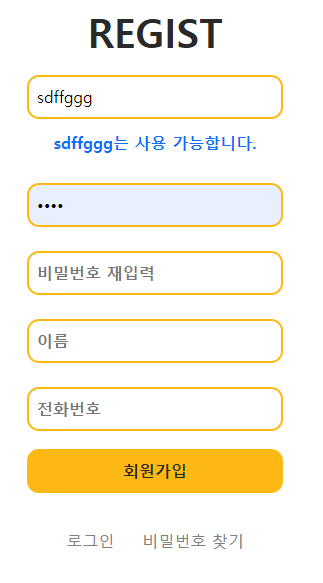 REGIST
sdffggg
sdffggg는 사용 가능합니다.
••••
비밀번호 재입력
이름
전화번호
회원가입
로그인 비밀번호 찾기